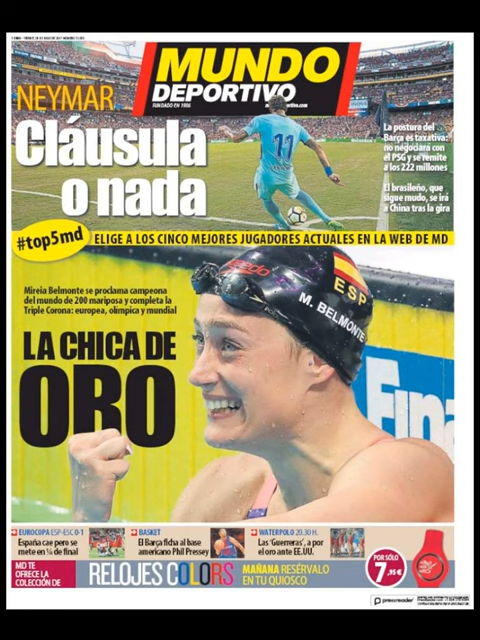 MUNDO
DEPORTIVO
FUNDADO EN 1906
NEYMAR
Cláusula
o nada
11
La postura del
Barça es taxativa:
no negociará con
el PSG y se remite
a los 222 millones
El brasileño, que
sigue mudo, se irá
a China tras la gira
#top5md
ELIGE A LOS CINCO MEJORES JUGADORES ACTUALES EN LA WEB DE MD
Mireia Belmonte se proclama campeona
del mundo de 200 mariposa y completa la
Triple Corona: europea, olímpica y mundial
speedo
ESP
M. BELMONTE
LA CHICA DE
ORO
Fina
EUROCOPA ESP-ESC 0-1
España cae pero se
mete en ¼ de final
BASKET
El Barça ficha al base
americano Phil Pressey
WATERPOLO 20.30 H.
Las 'Guerreras', a por
el oro ante EE.UU.
MD TE
OFRECE LA
COLECCIÓN DE
RELOJES COLORS
MAÑANA RESÉRVALO
EN TU QUIOSCO
POR SÓLO
7,95€
pressreader